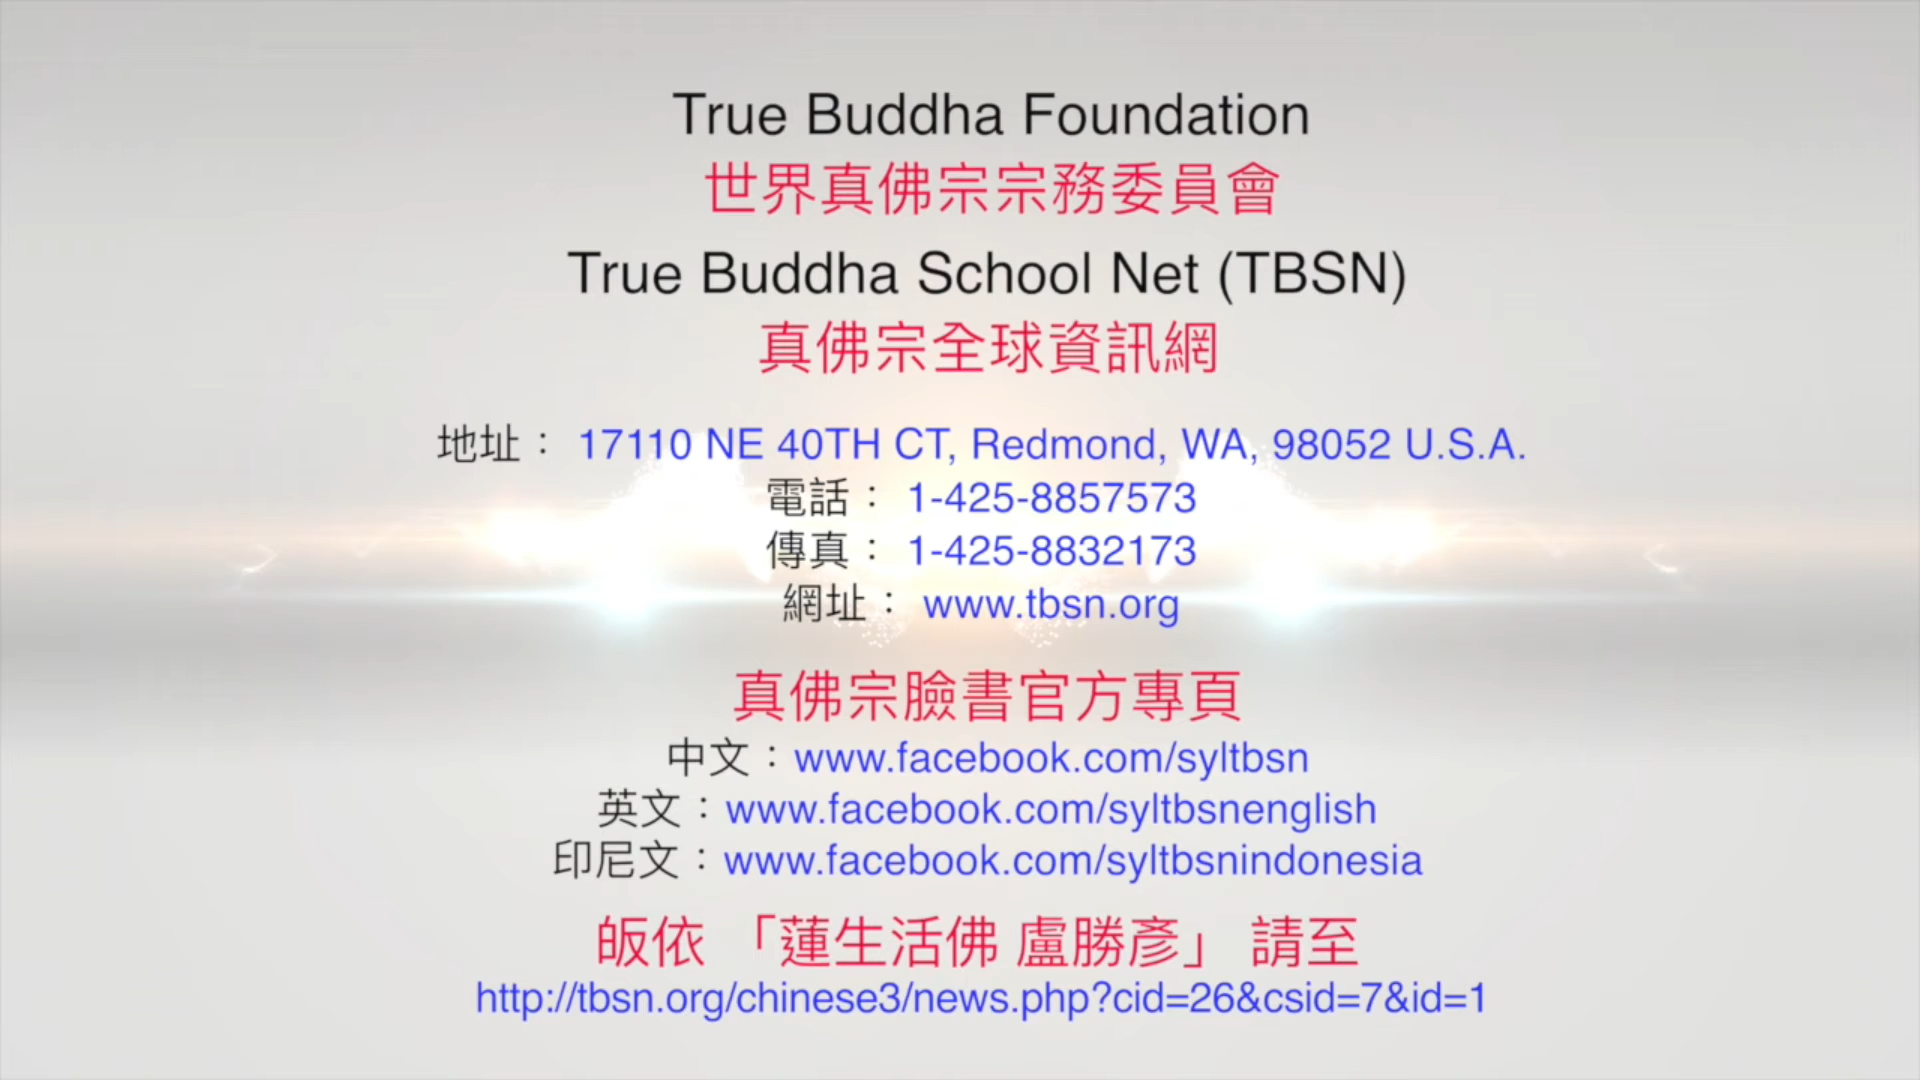 True Buddha Foundation
世界真佛宗宗務委員會
True Buddha School Net (TBSN)
真佛宗全球資訊網
地址： 17110 NE 40TH CT, Redmond, WA, 98052 U.S.A.
電話： 1-425-8857573
傳真： 1-425-8832173
網址： www.tbsn.org
真佛宗臉書官方專頁
中文：www.facebook.com/syltbsn
英文：www.facebook.com/syltbsnenglish
印尼文：www.facebook.com/syltbsnindonesia
皈依 「蓮生活佛 盧勝彥」 請至
http://tbsn.org/chinese3/news.php?cid=26&csid=7&id=1